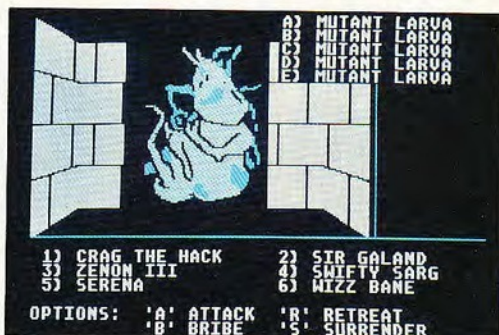 A) MUTANT LARVA
B) MUTANT LARVA
C) MUTANT LARVA
D) MUTANT LARVA
E) MUTANT LARVA
1) CRAG THE HACK 2) SIR GALAND
3) ZENON III 4) SWIFTY SARG
5) SERENA 6) WIZZ BANE
OPTIONS: 'A' ATTACK 'R' RETREAT
'B' BRIBE 'S' SURRENDER